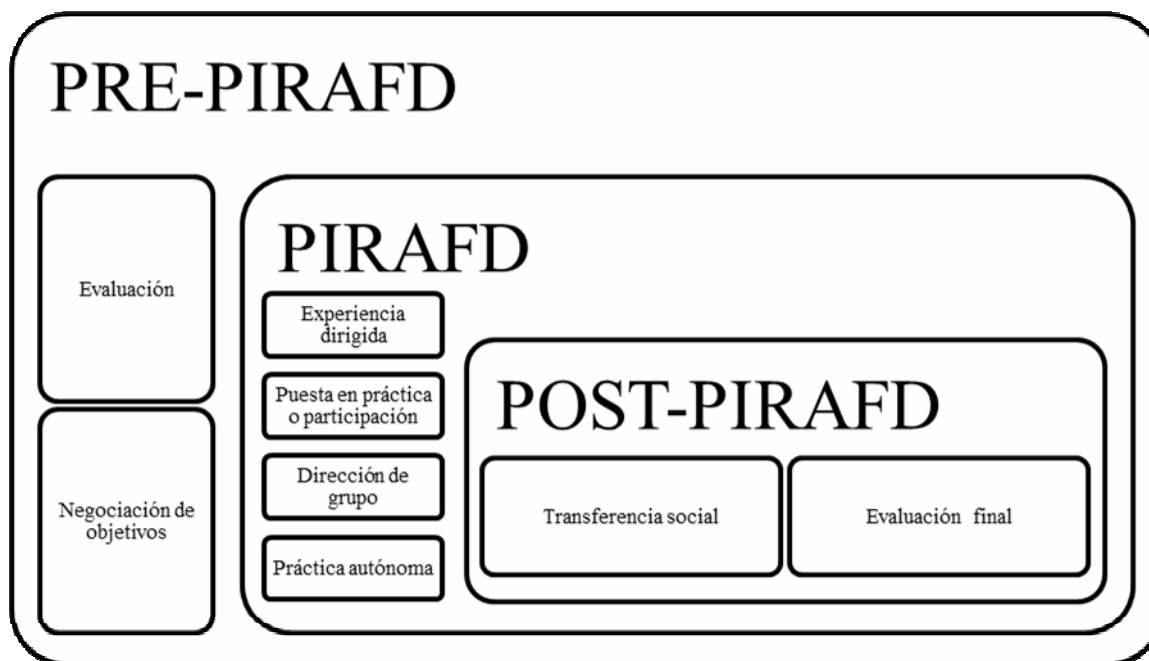 PRE-PIRAFD
Evaluación
Negociación de
objetivos
PIRAFD
Experiencia
dirigida
Puesta en práctica
o participación
Dirección de
grupo
Práctica autónoma
POST-PIRAFD
Transferencia social
Evaluación final